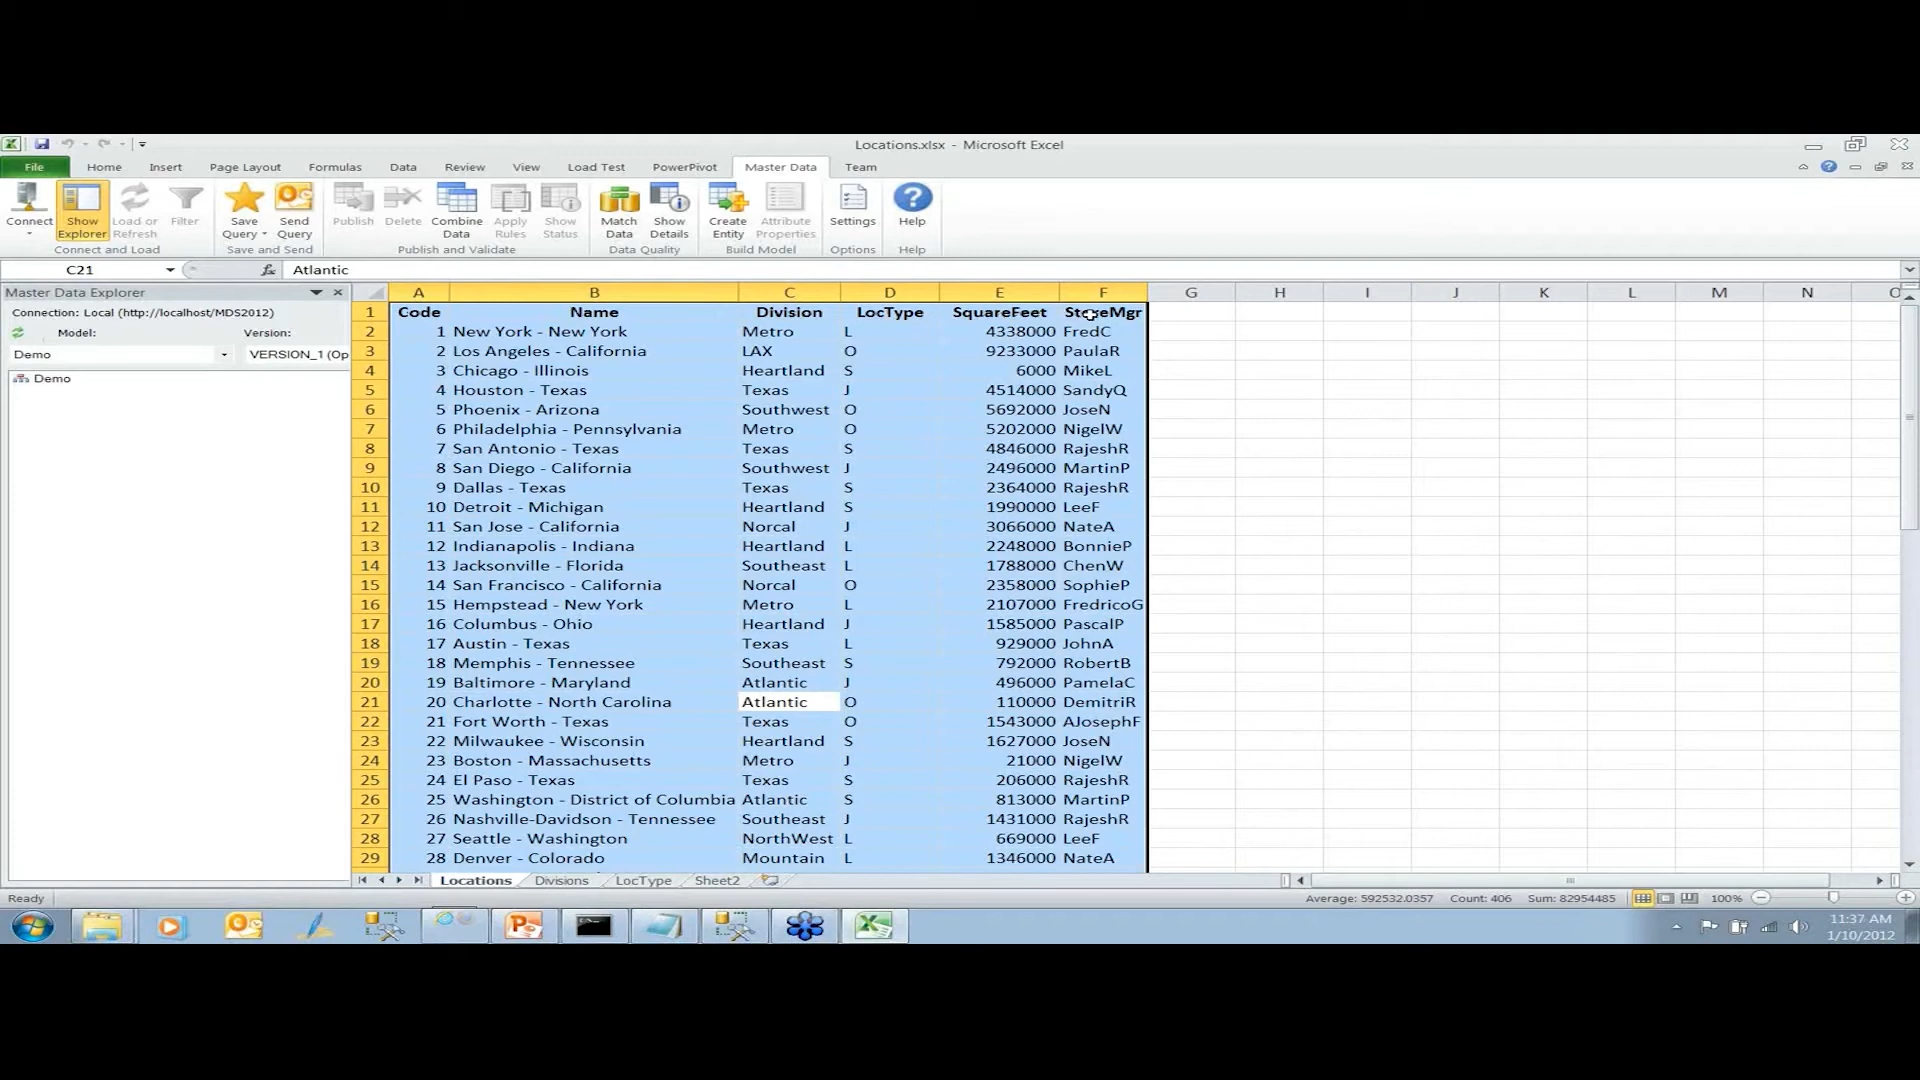 Locations.xlsx - Microsoft Excel
File Home Insert Page Layout Formulas Data Review View Load Test PowerPivot Master Data Team
Connect Show Explorer Load or Refresh Filter Save Query Send Query Publish Delete Combine Data Apply Rules Show Status Match Data Show Details Create Entity Attribute Properties Settings Help
Connect and Load Save and Send Publish and Validate Data Quality Build Model Options Help
C21 fx Atlantic
Master Data Explorer
Connection: Local (http://localhost/MDS2012)
Model: Version:
Demo VERSION_1 (Op
Demo
A B C D E F G H I J K L M N O
1 Code Name Division LocType SquareFeet StoreMgr
2 1 New York - New York Metro L 4338000 FredC
3 2 Los Angeles - California LAX O 9233000 PaulaR
4 3 Chicago - Illinois Heartland S 6000 MikeL
5 4 Houston - Texas Texas J 4514000 SandyQ
6 5 Phoenix - Arizona Southwest O 5692000 JoseN
7 6 Philadelphia - Pennsylvania Metro O 5202000 NigelW
8 7 San Antonio - Texas Texas S 4846000 RajeshR
9 8 San Diego - California Southwest J 2496000 MartinP
10 9 Dallas - Texas Texas S 2364000 RajeshR
11 10 Detroit - Michigan Heartland S 1990000 LeeF
12 11 San Jose - California Norcal J 3066000 NateA
13 12 Indianapolis - Indiana Heartland L 2248000 BonnieP
14 13 Jacksonville - Florida Southeast L 1788000 ChenW
15 14 San Francisco - California Norcal O 2358000 SophieP
16 15 Hempstead - New York Metro L 2107000 FredricoG
17 16 Columbus - Ohio Heartland J 1585000 PascalP
18 17 Austin - Texas Texas L 929000 JohnA
19 18 Memphis - Tennessee Southeast S 792000 RobertB
20 19 Baltimore - Maryland Atlantic J 496000 PamelaC
21 20 Charlotte - North Carolina Atlantic O 110000 DemitriR
22 21 Fort Worth - Texas Texas O 1543000 AJosephF
23 22 Milwaukee - Wisconsin Heartland S 1627000 JoseN
24 23 Boston - Massachusetts Metro J 21000 NigelW
25 24 El Paso - Texas Texas S 206000 RajeshR
26 25 Washington - District of Columbia Atlantic S 813000 MartinP
27 26 Nashville-Davidson - Tennessee Southeast J 1431000 RajeshR
28 27 Seattle - Washington NorthWest L 669000 LeeF
29 28 Denver - Colorado Mountain L 1346000 NateA
Locations Divisions LocType Sheet2
Ready Average: 592532.0357 Count: 406 Sum: 82954485 100%
11:37 AM
1/10/2012